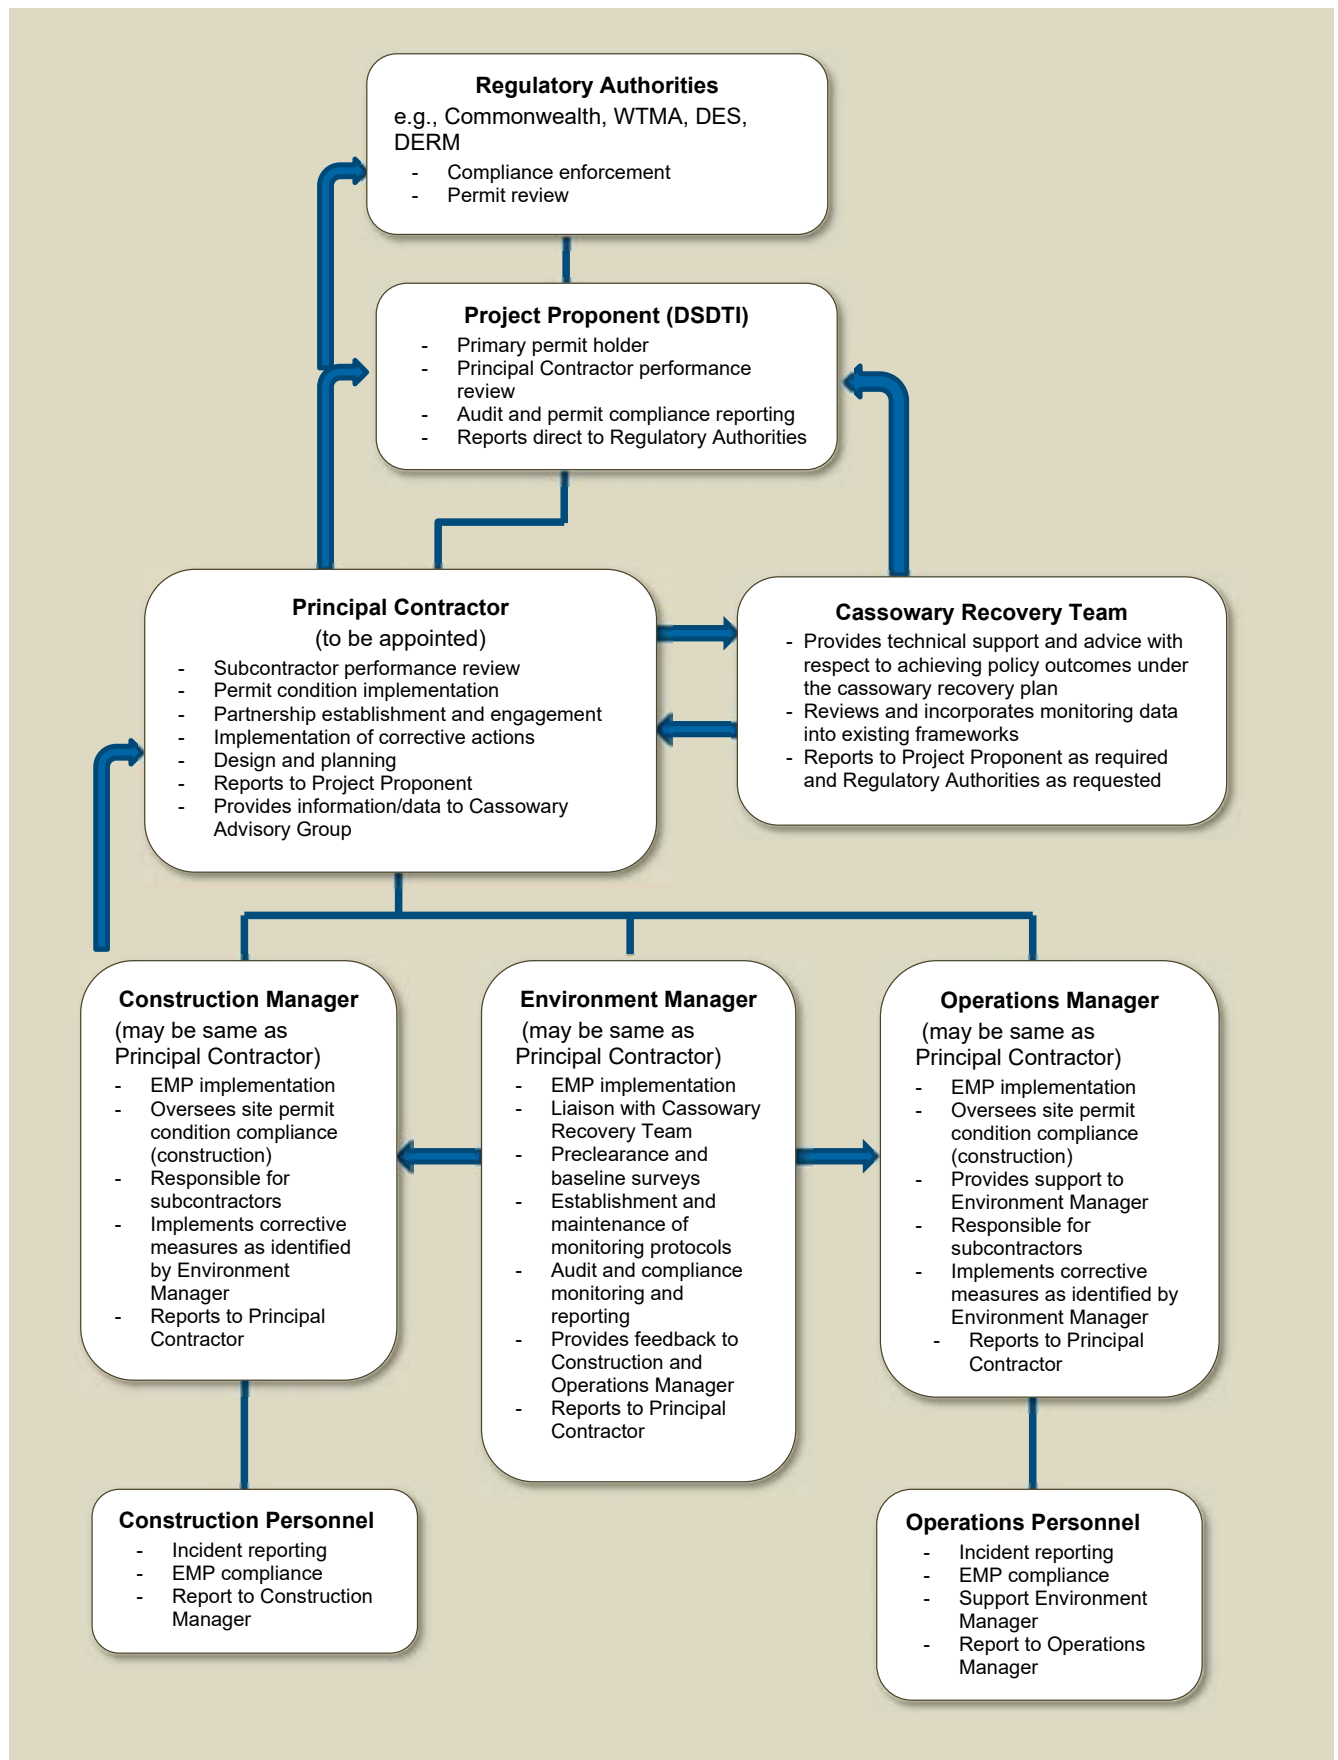 Regulatory Authorities
e.g., Commonwealth, WTMA, DES,
DERM
- Compliance enforcement
- Permit review
Project Proponent (DSDTI)
- Primary permit holder
- Principal Contractor performance
review
- Audit and permit compliance reporting
- Reports direct to Regulatory Authorities
Principal Contractor
(to be appointed)
- Subcontractor performance review
- Permit condition implementation
- Partnership establishment and engagement
- Implementation of corrective actions
- Design and planning
- Reports to Project Proponent
- Provides information/data to Cassowary
Advisory Group
Cassowary Recovery Team
- Provides technical support and advice with
respect to achieving policy outcomes under
the cassowary recovery plan
- Reviews and incorporates monitoring data
into existing frameworks
- Reports to Project Proponent as required
and Regulatory Authorities as requested
Construction Manager
(may be same as
Principal Contractor)
- EMP implementation
- Oversees site permit
condition compliance
(construction)
- Responsible for
subcontractors
- Implements corrective
measures as identified
by Environment
Manager
- Reports to Principal
Contractor
Environment Manager
(may be same as
Principal Contractor)
- EMP implementation
- Liaison with Cassowary
Recovery Team
- Preclearance and
baseline surveys
- Establishment and
maintenance of
monitoring protocols
- Audit and compliance
monitoring and
reporting
- Provides feedback to
Construction and
Operations Manager
- Reports to Principal
Contractor
Operations Manager
(may be same as
Principal Contractor)
- EMP implementation
- Oversees site permit
condition compliance
(construction)
- Provides support to
Environment Manager
- Responsible for
subcontractors
- Implements corrective
measures as identified by
Environment Manager
- Reports to Principal
Contractor
Construction Personnel
- Incident reporting
- EMP compliance
- Report to Construction
Manager
Operations Personnel
- Incident reporting
- EMP compliance
- Support Environment
Manager
- Report to Operations
Manager